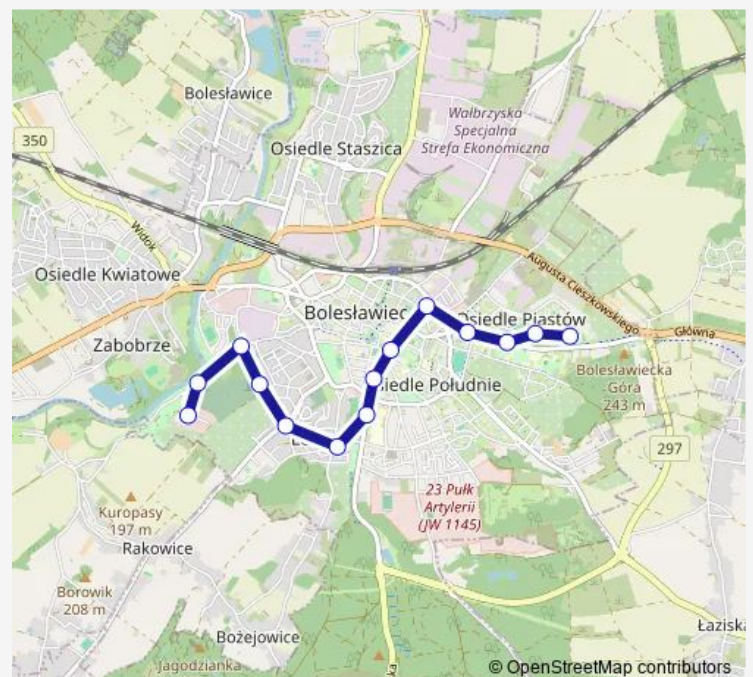 Bolesławice
Wałbrzyska
Specjalna
Strefa Ekonomiczna
350
Osiedle Staszica
Widok
Osiedle Kwiatowe
Augusta Cieszkowskiego
Bolesławiec
Osiedle Piastów
Główna
Zabobrze
Bolesławiecka
Góra
243 m
siedle Południe
297
23 Pułk
Artylerii
(JW 1145)
Kuropasy
197 m
Rakowice
Borowik
208 m
Bożejowice
Łaziska
Jagodzianka
© OpenStreetMap contributors